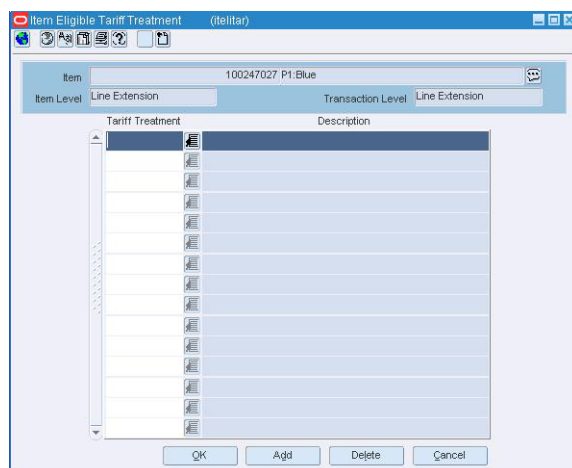 Item Eligible Tariff Treatment (itelitar)
Item 100247027 P1:Blue
Item Level Line Extension Transaction Level Line Extension
Tariff Treatment Description
OK Add Delete Cancel